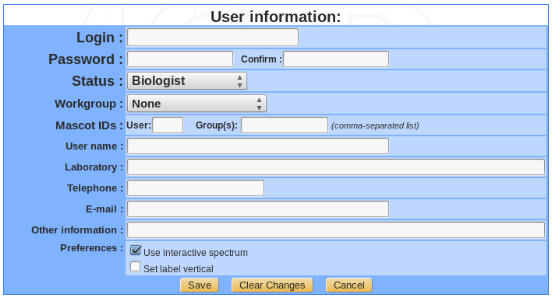 User information:
Login :
Password : Confirm :
Status : Biologist
Workgroup : None
Mascot IDs : User: Group(s): (comma-separated list)
User name :
Laboratory :
Telephone :
E-mail :
Other information :
Preferences : Use interactive spectrum
Set label vertical
Save Clear Changes Cancel